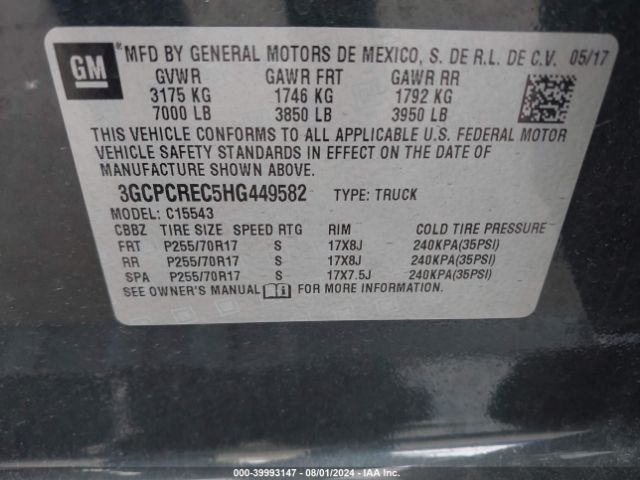 GM
MFD BY GENERAL MOTORS DE MEXICO, S. DE R.L. DE C.V. 05/17
GVWR GAWR FRT GAWR RR
3175 KG 1746 KG 1792 KG
7000 LB 3850 LB 3950 LB
THIS VEHICLE CONFORMS TO ALL APPLICABLE U.S. FEDERAL MOTOR
VEHICLE SAFETY STANDARDS IN EFFECT ON THE DATE OF
MANUFACTURE SHOWN ABOVE.
3GCPCREC5HG449582 TYPE: TRUCK
MODEL: C15543
CBBZ TIRE SIZE SPEED RTG RIM COLD TIRE PRESSURE
FRT P255/70R17 S 17X8J 240KPA(35PSI)
RR P255/70R17 S 17X8J 240KPA(35PSI)
SPA P255/70R17 S 17X7.5J 240KPA(35PSI)
SEE OWNER'S MANUAL FOR MORE INFORMATION.
000-39993147 - 08/01/2024 - IAA Inc.